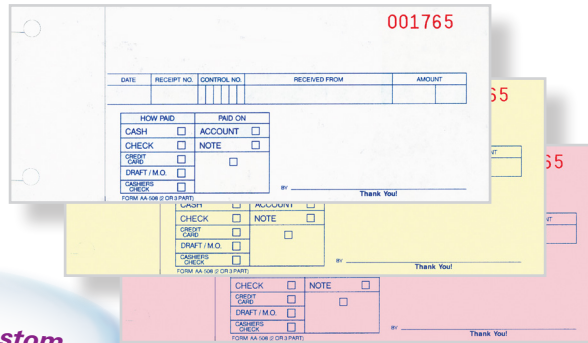 001765
DATE RECEIPT NO. CONTROL NO. RECEIVED FROM AMOUNT
HOW PAID PAID ON
CASH ACCOUNT
CHECK NOTE
CREDIT
CARD
DRAFT / M.O.
CASHIERS
CHECK
BY
Thank You!
FORM AA-508 (2 OR 3 PART)
65
NT
CASH ACCOUNT
CHECK NOTE
CREDIT
CARD
DRAFT / M.O.
CASHIERS
CHECK
BY
Thank You!
FORM AA-508 (2 OR 3 PART)
65
NT
CHECK NOTE
CREDIT
CARD
DRAFT / M.O.
CASHIERS
CHECK
BY
Thank You!
FORM AA-508 (2 OR 3 PART)
stom